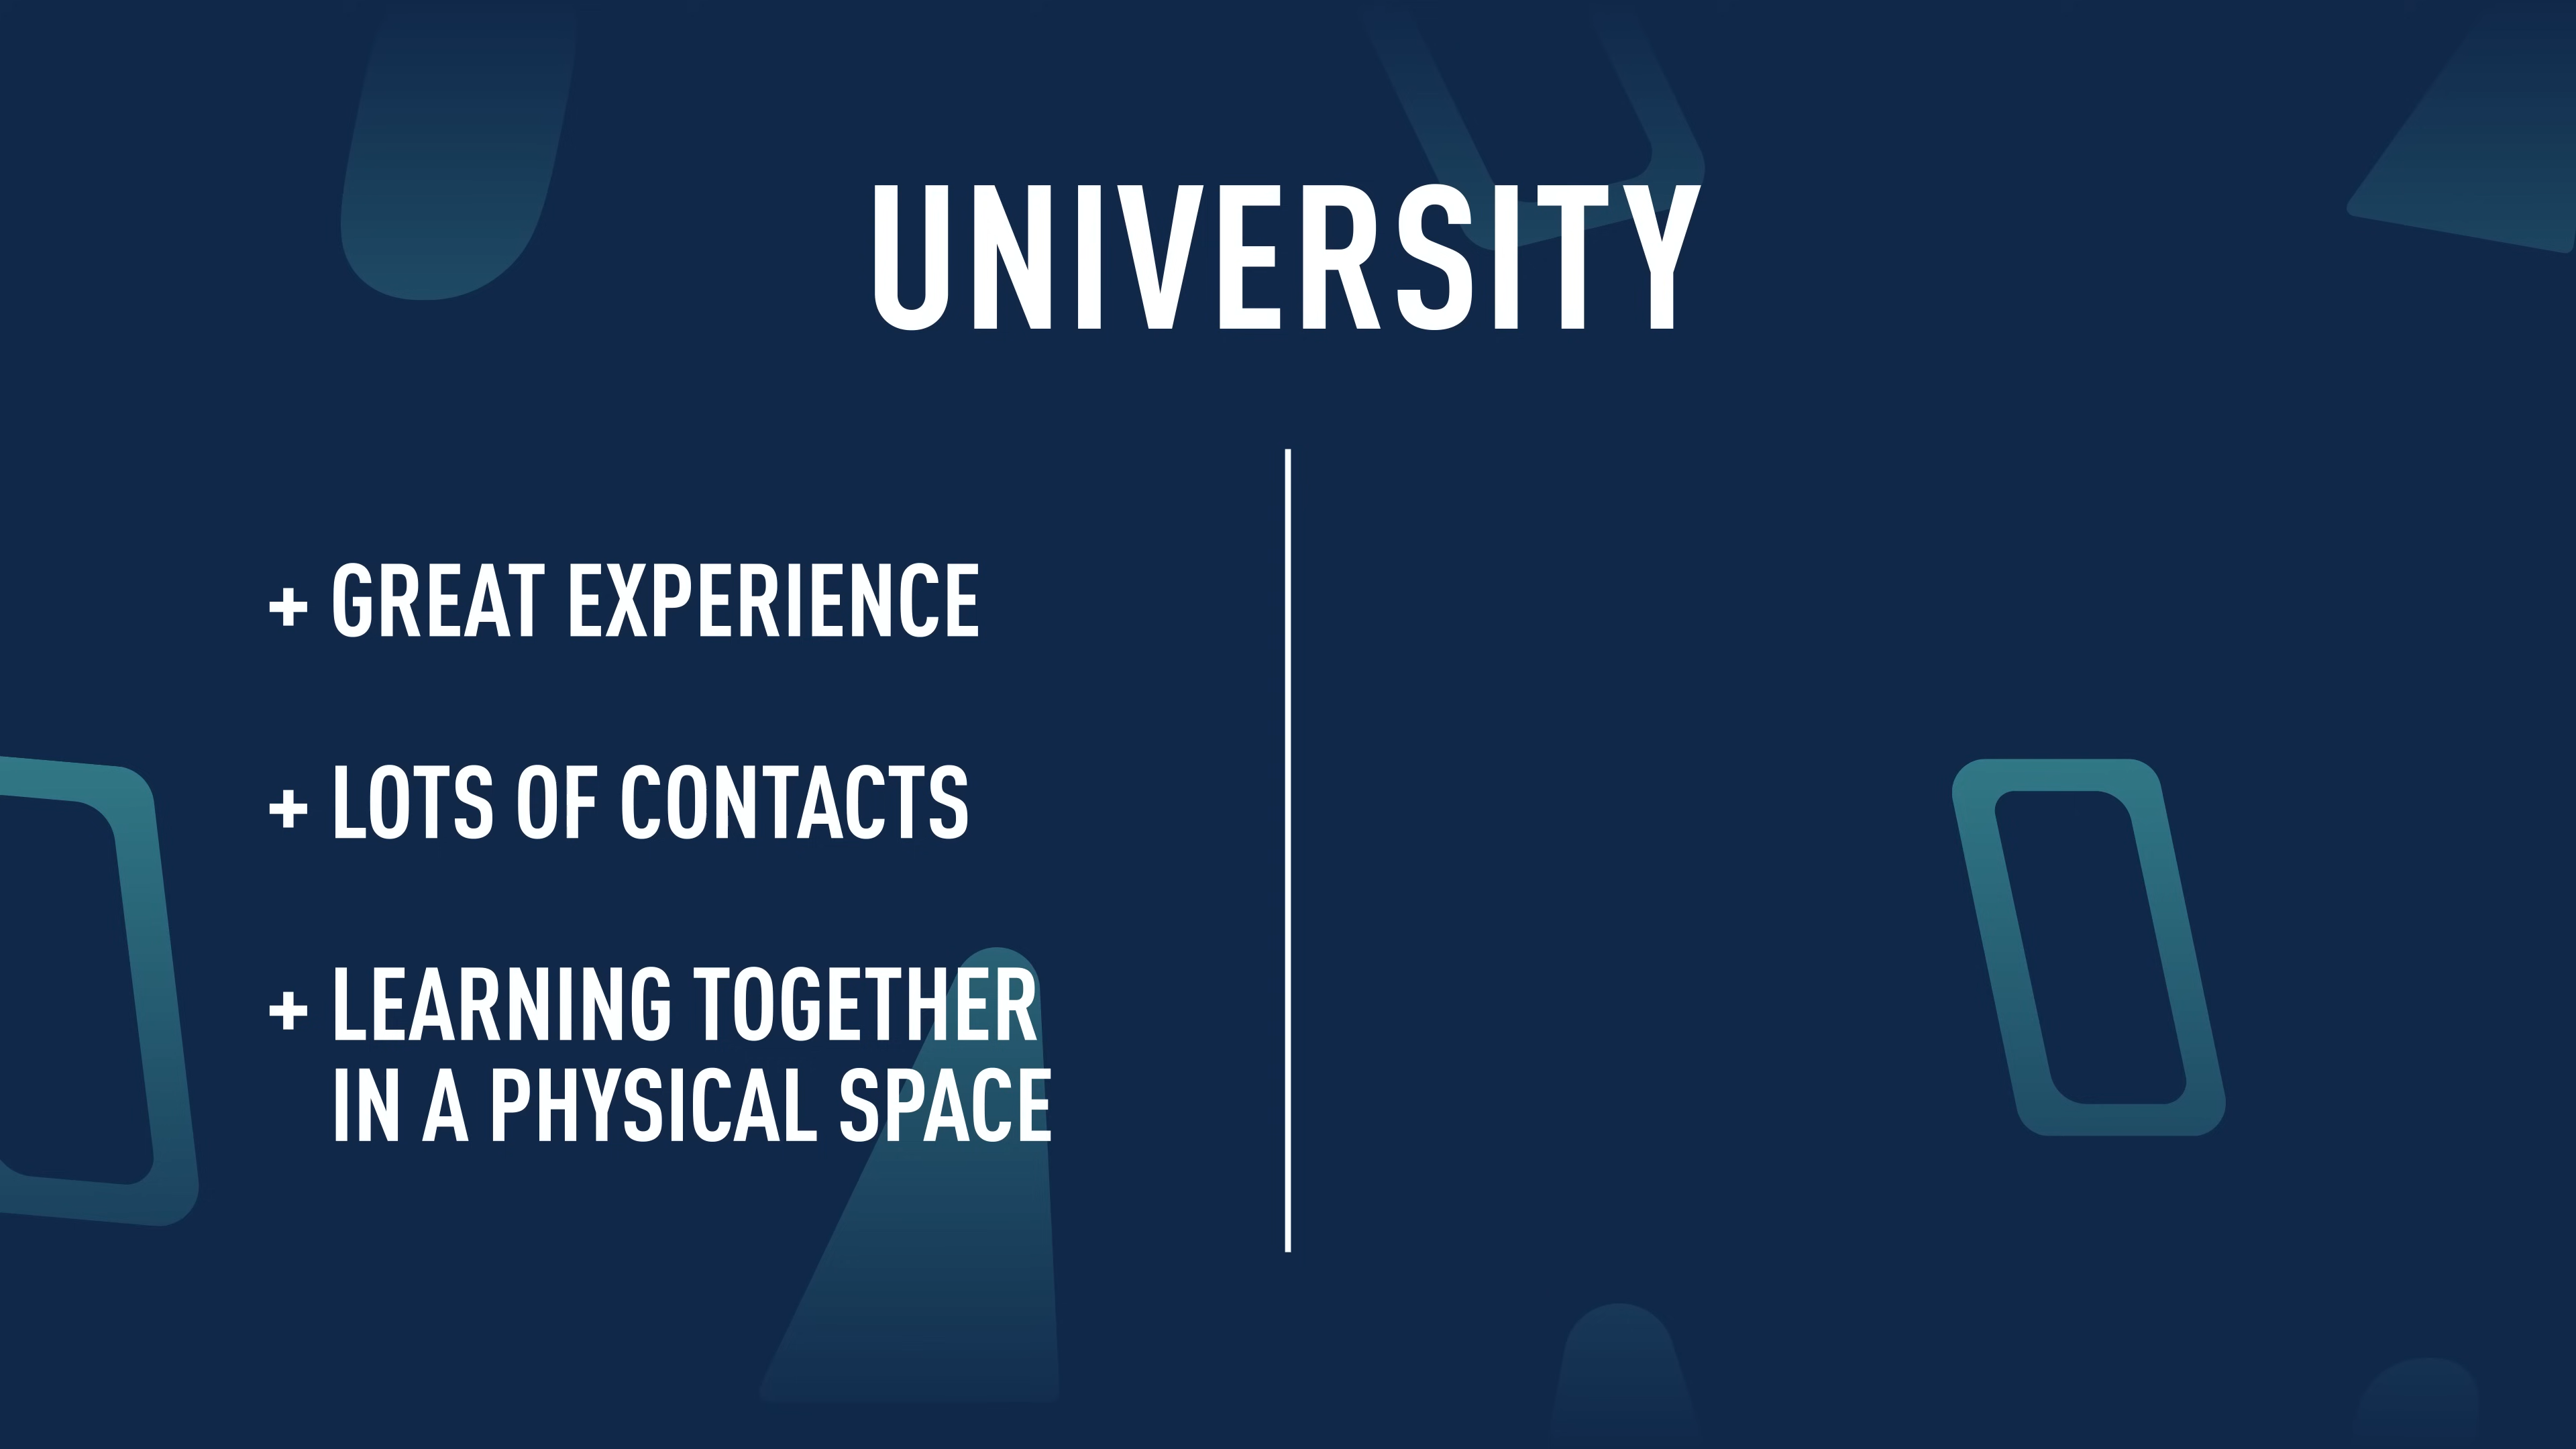 UNIVERSITY
+ GREAT EXPERIENCE
+ LOTS OF CONTACTS
+ LEARNING TOGETHER
IN A PHYSICAL SPACE